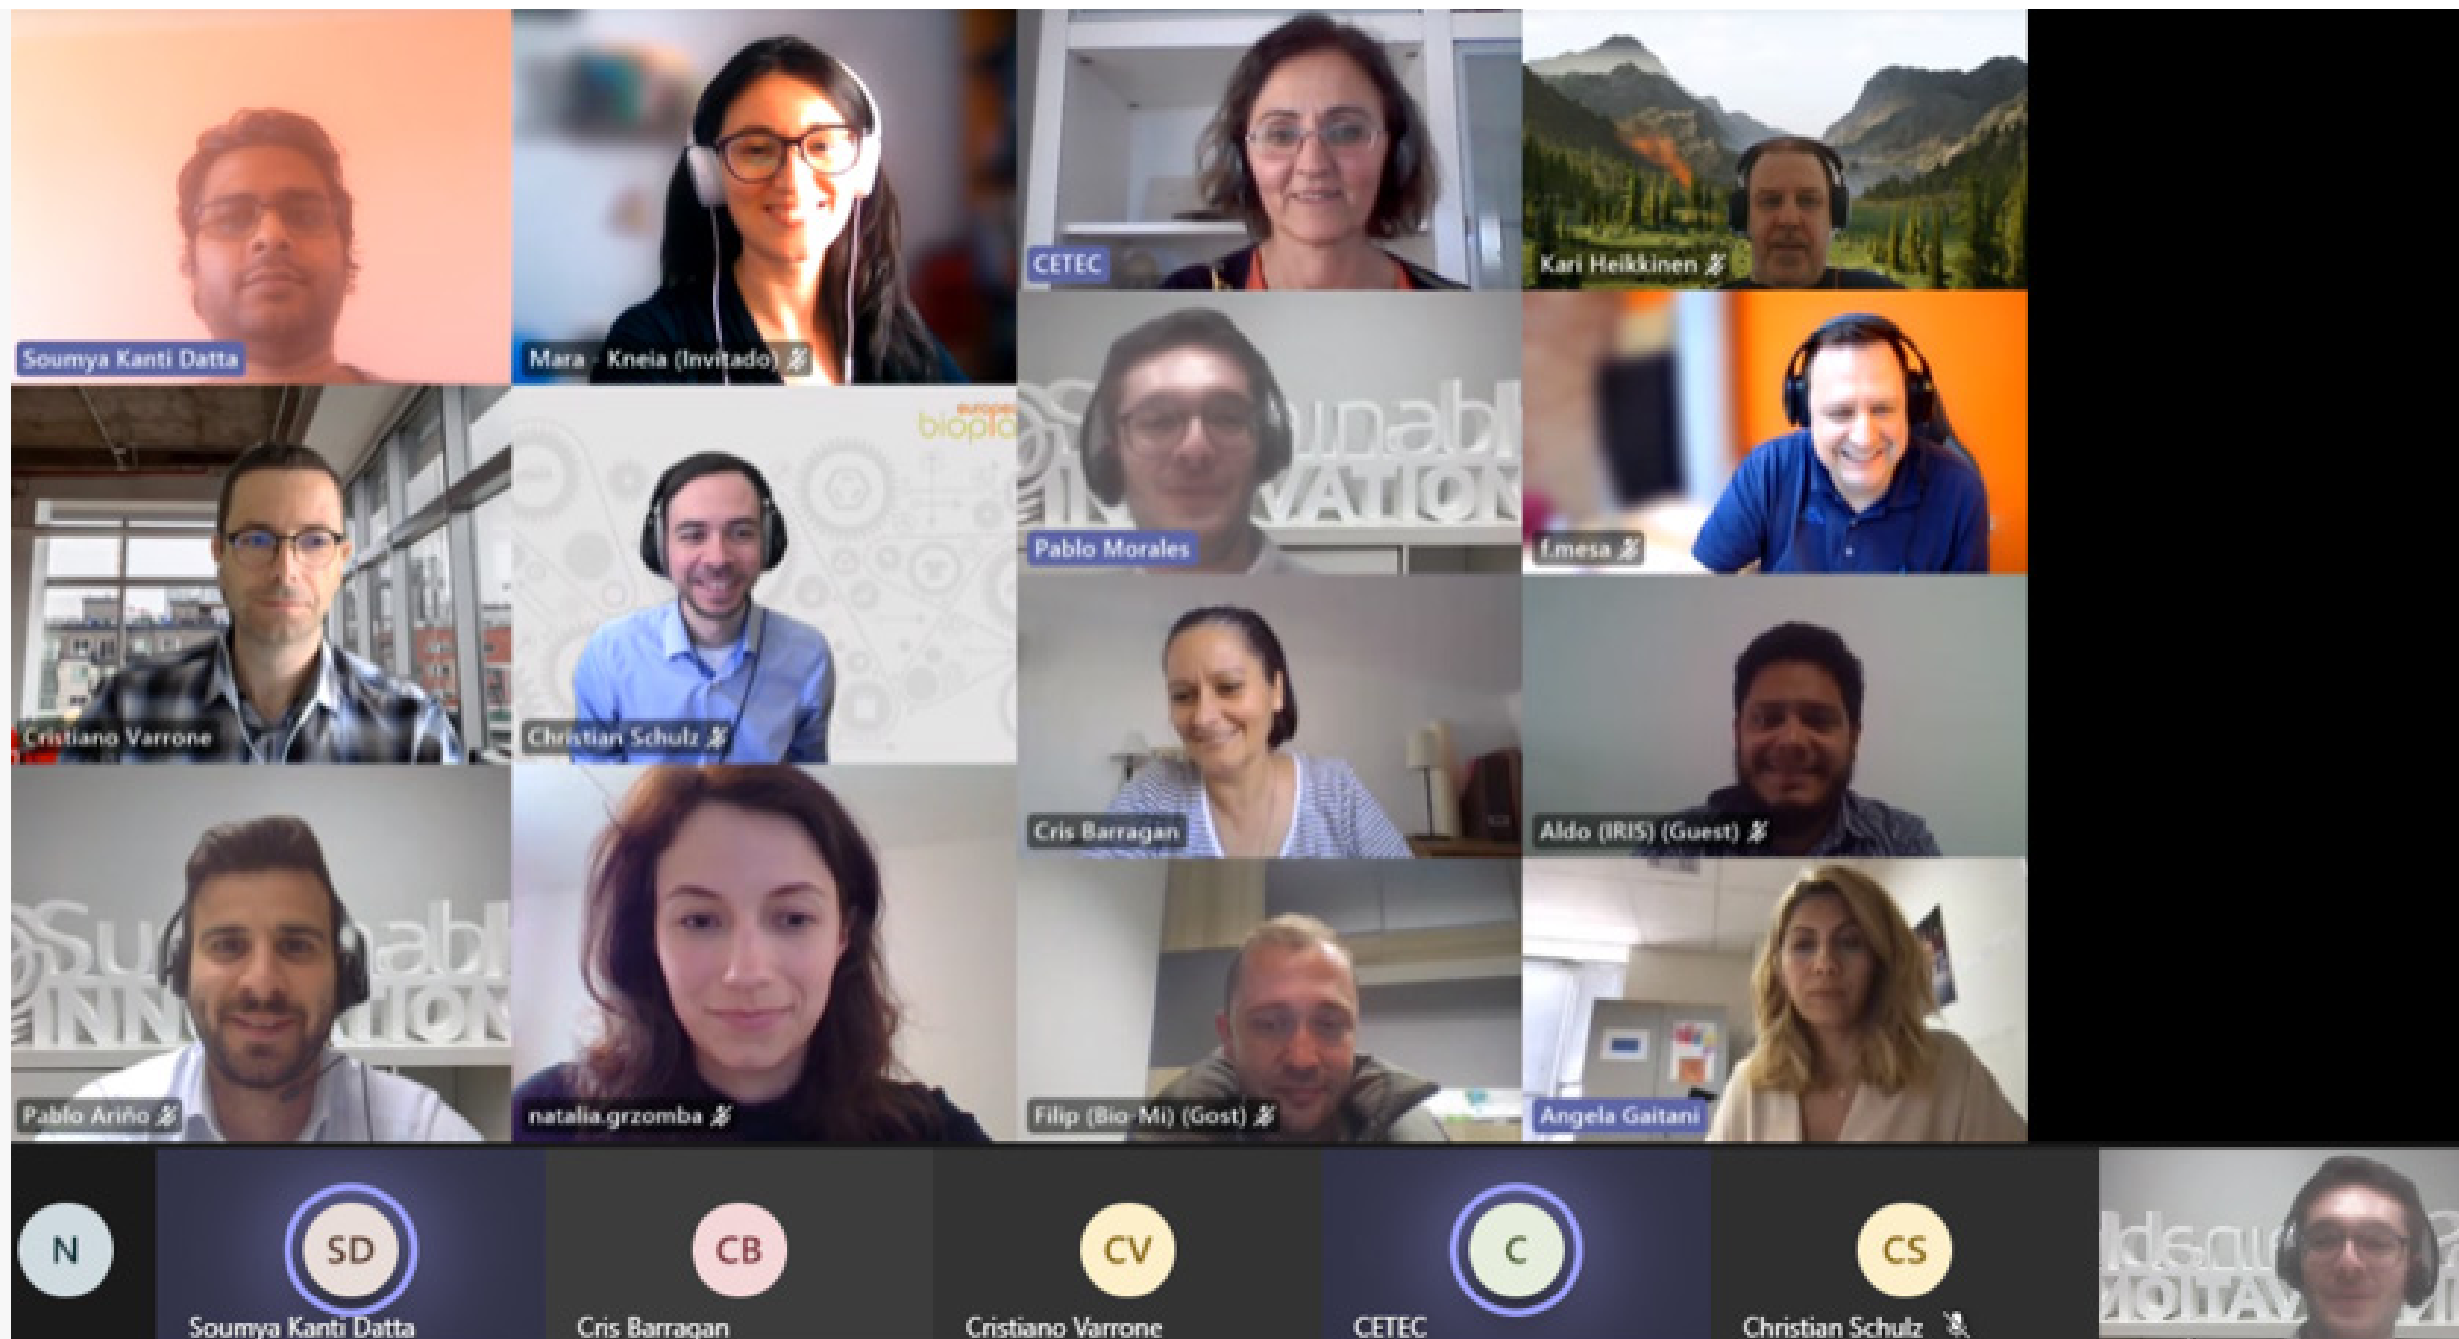 Soumya Kanti Datta
Mara - Kneia (Invitado)
CETEC
Kari Heikkinen
europe
biopla
Pablo Morales
f.mesa
INNOVATION
Cristiano Varrone
Christian Schulz
Cris Barragan
Aldo (IRIS) (Guest)
Pablo Ariño
natalia.grzomba
Filip (Bio-Mi) (Gost)
Angela Gaitani
N
SD
CB
CV
C
CS
Soumya Kanti Datta
Cris Barragan
Cristiano Varrone
CETEC
Christian Schulz